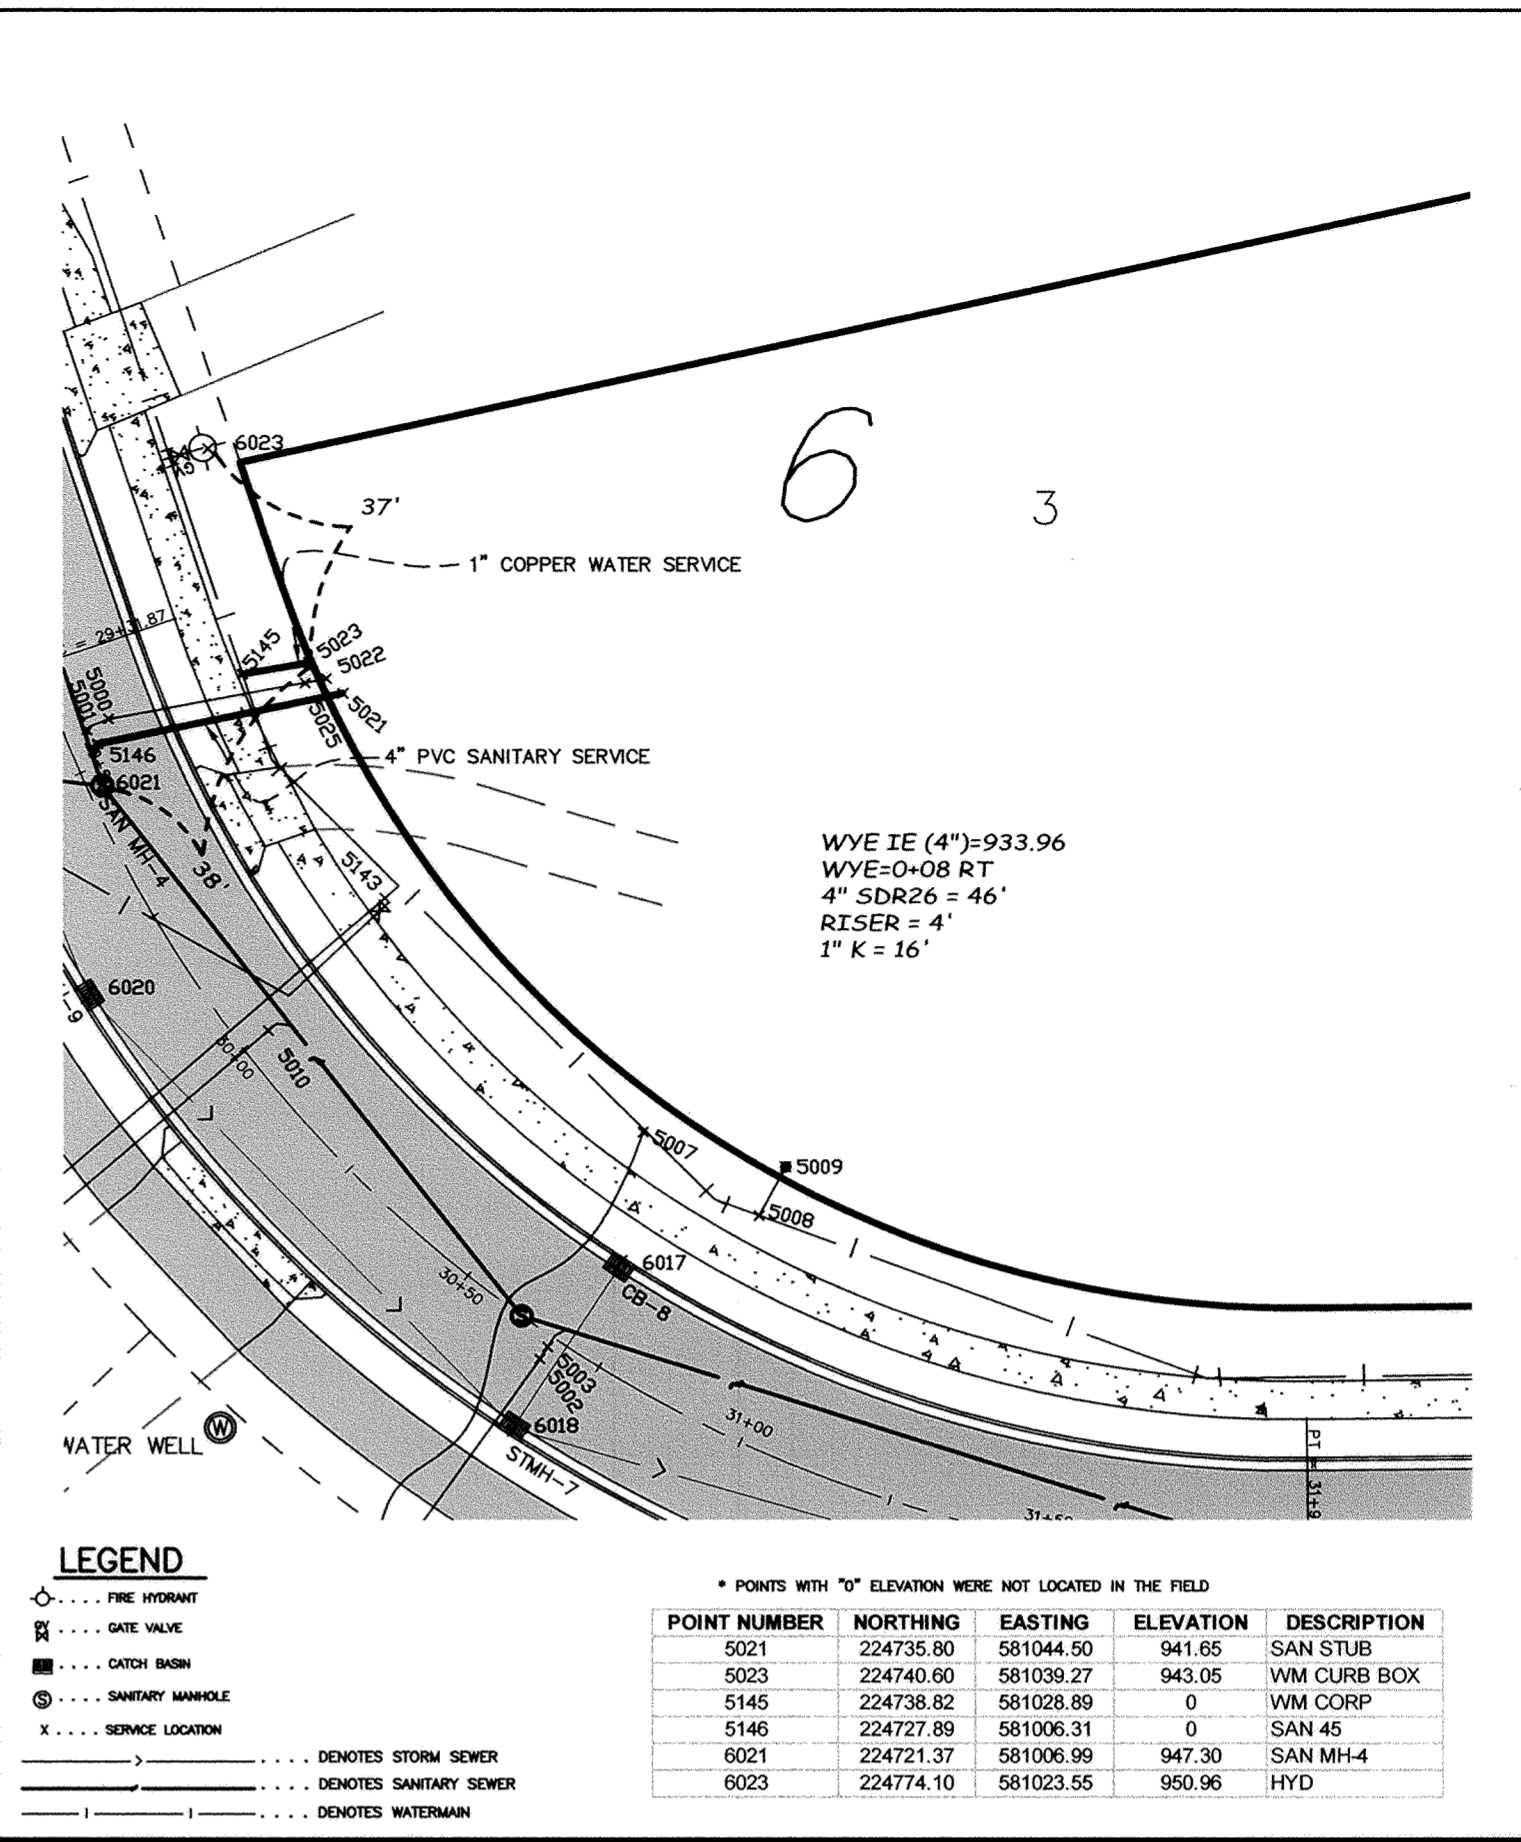 6023
GV
37'
6
3
1" COPPER WATER SERVICE
= 29+31.87
5145
5023
5022
5021
5025
5000
5001
5146
6021
SAN MH-4
38'
4" PVC SANITARY SERVICE
WYE IE (4")=933.96
WYE=0+08 RT
4" SDR26 = 46'
RISER = 4'
1" K = 16'
5143
6020
-9
30+00
5010
5007
5009
5008
6017
CB-8
30+50
S
5003
5002
6018
STMH-7
31+00
W
WATER WELL
PT = 31+9
LEGEND
FIRE HYDRANT
GV .... GATE VALVE
CATCH BASIN
S .... SANITARY MANHOLE
X .... SERVICE LOCATION
.... DENOTES STORM SEWER
.... DENOTES SANITARY SEWER
.... DENOTES WATERMAIN
* POINTS WITH "0" ELEVATION WERE NOT LOCATED IN THE FIELD
POINT NUMBER NORTHING EASTING ELEVATION DESCRIPTION
5021 224735.80 581044.50 941.65 SAN STUB
5023 224740.60 581039.27 943.05 WM CURB BOX
5145 224738.82 581028.89 0 WM CORP
5146 224727.89 581006.31 0 SAN 45
6021 224721.37 581006.99 947.30 SAN MH-4
6023 224774.10 581023.55 950.96 HYD